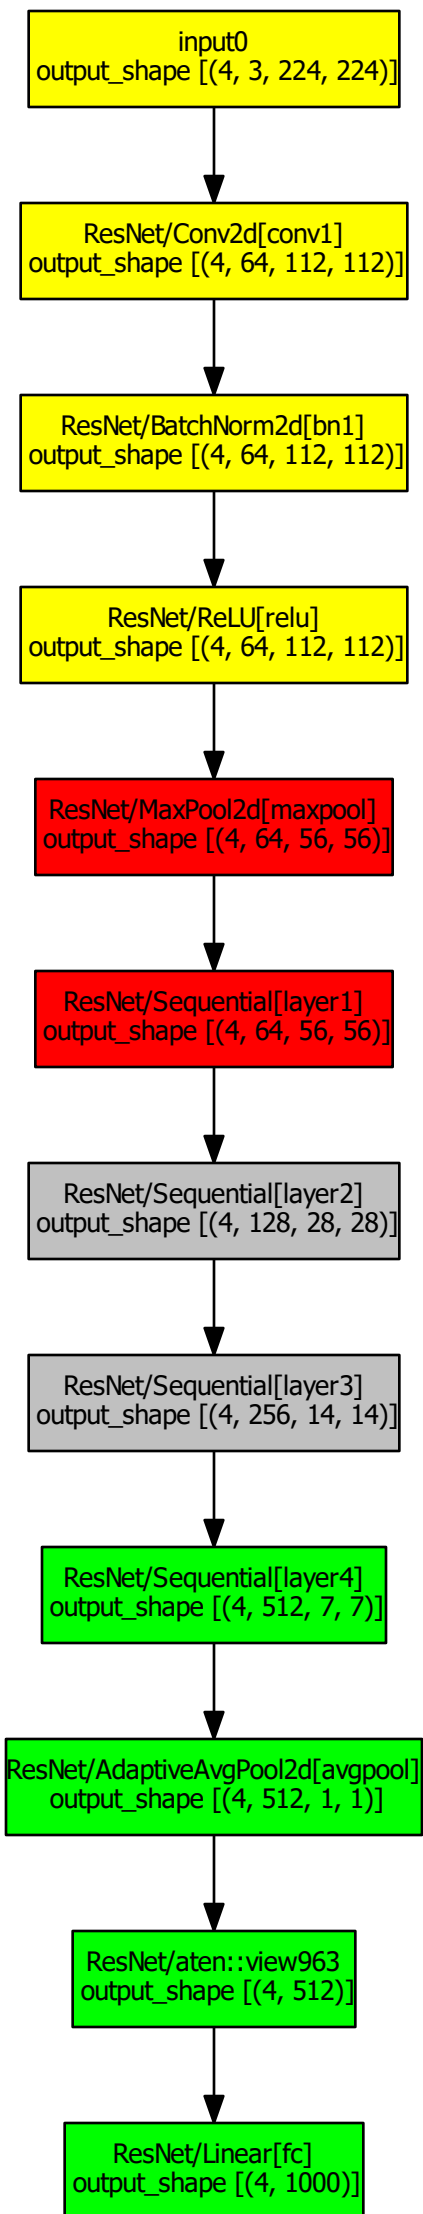 input0
output_shape [(4, 3, 224, 224)]
ResNet/Conv2d[conv1]
output_shape [(4, 64, 112, 112)]
ResNet/BatchNorm2d[bn1]
output_shape [(4, 64, 112, 112)]
ResNet/ReLU[relu]
output_shape [(4, 64, 112, 112)]
ResNet/MaxPool2d[maxpool]
output_shape [(4, 64, 56, 56)]
ResNet/Sequential[layer1]
output_shape [(4, 64, 56, 56)]
ResNet/Sequential[layer2]
output_shape [(4, 128, 28, 28)]
ResNet/Sequential[layer3]
output_shape [(4, 256, 14, 14)]
ResNet/Sequential[layer4]
output_shape [(4, 512, 7, 7)]
ResNet/AdaptiveAvgPool2d[avgpool]
output_shape [(4, 512, 1, 1)]
ResNet/aten::view963
output_shape [(4, 512)]
ResNet/Linear[fc]
output_shape [(4, 1000)]